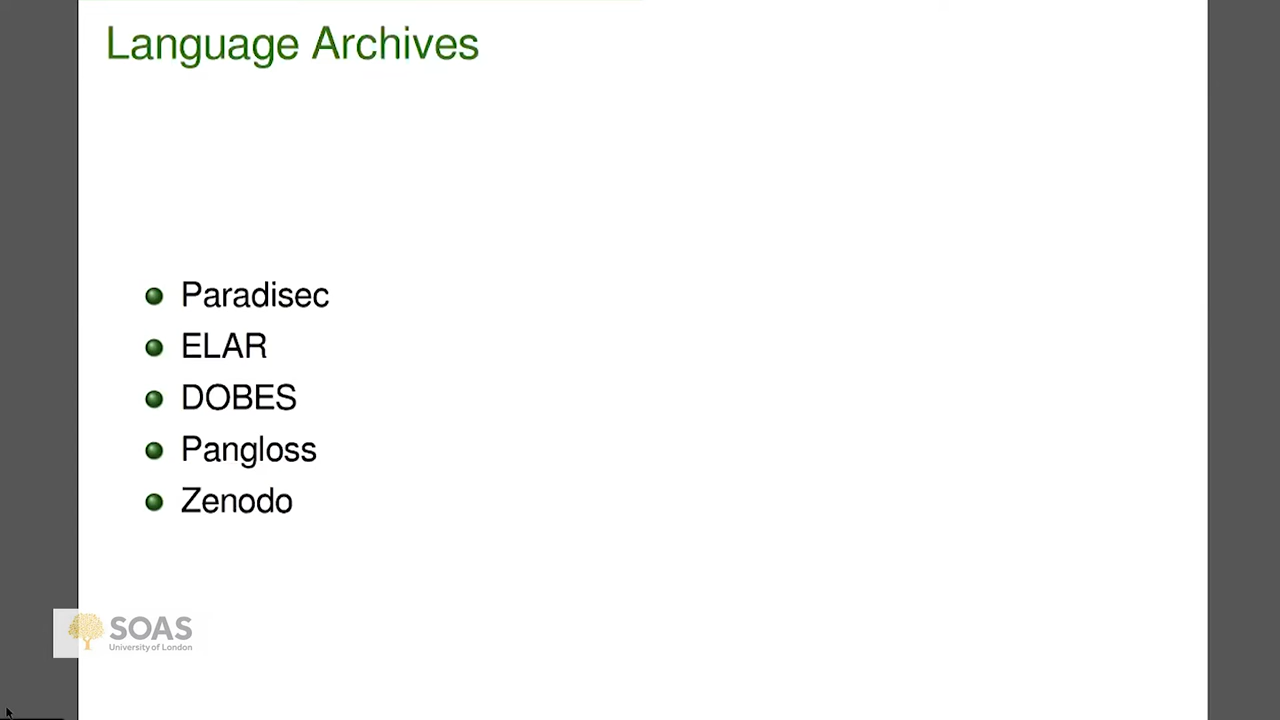 Language Archives
Paradisec
ELAR
DOBES
Pangloss
Zenodo
SOAS
University of London